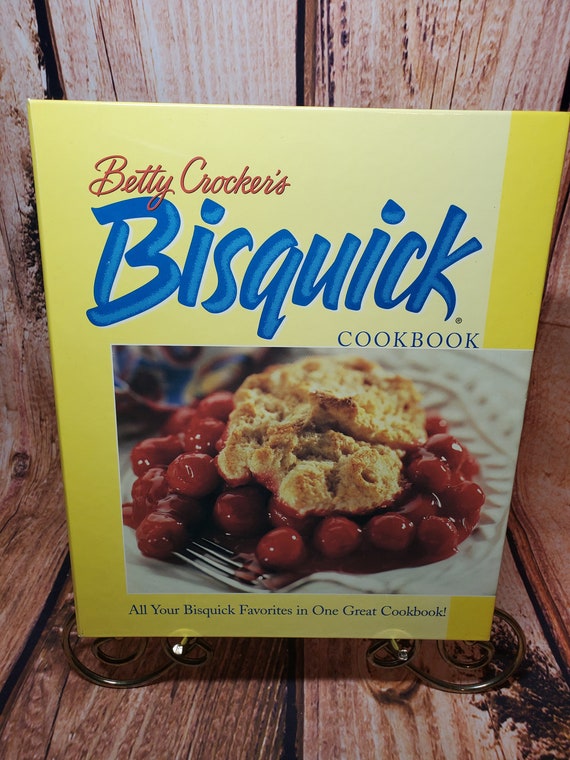 Betty Crocker's
Bisquick®
COOKBOOK
All Your Bisquick Favorites in One Great Cookbook!